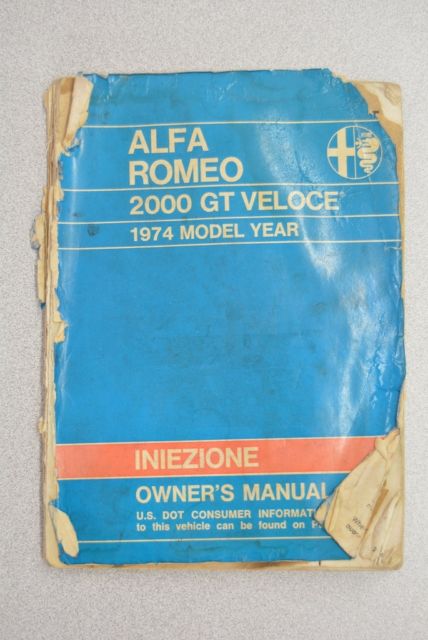 ALFA
ROMEO
2000 GT VELOCE
1974 MODEL YEAR
INIEZIONE
OWNER'S MANUAL
U.S. DOT CONSUMER
to this vehicle can be found on